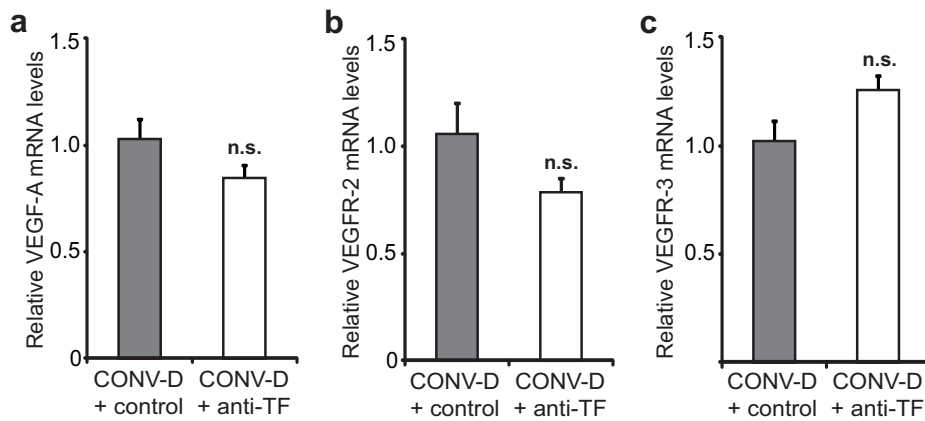 a
Relative VEGF-A mRNA levels
1.5
1.0
0.5
0
n.s.
CONV-D
+ control
CONV-D
+ anti-TF
b
Relative VEGFR-2 mRNA levels
1.5
1.0
0.5
0
n.s.
CONV-D
+ control
CONV-D
+ anti-TF
c
Relative VEGFR-3 mRNA levels
1.5
1.0
0.5
n.s.
CONV-D
+ control
CONV-D
+ anti-TF